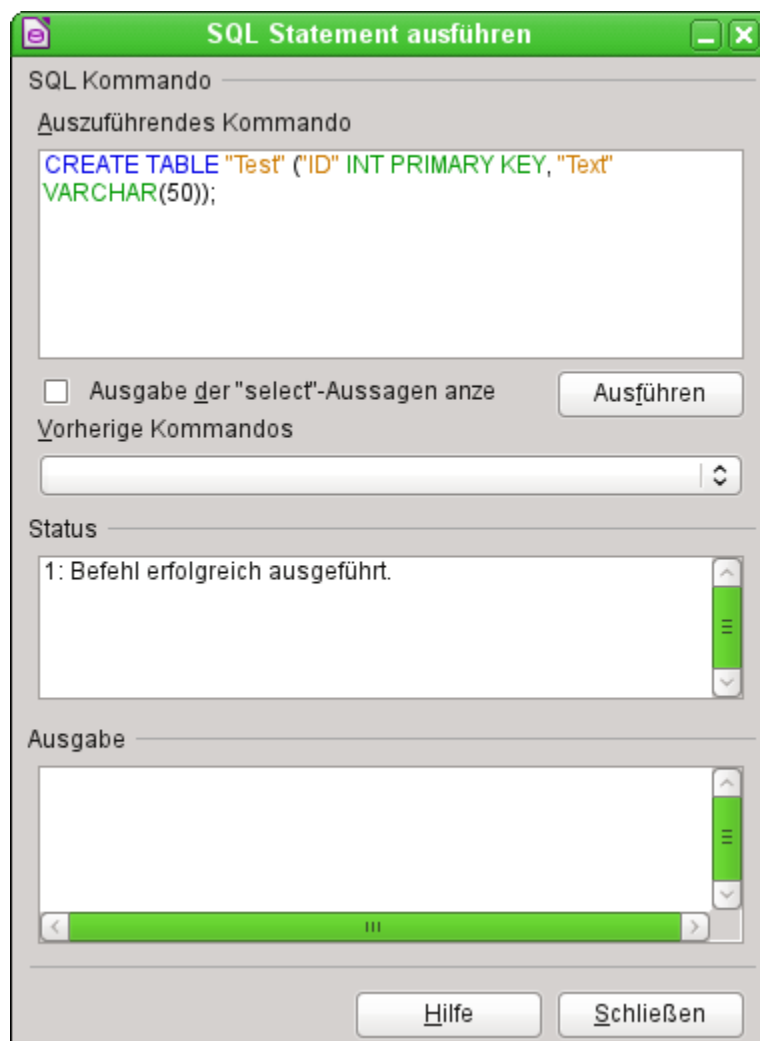 SQL Statement ausführen
SQL Kommando
Auszuführendes Kommando
CREATE TABLE "Test" ("ID" INT PRIMARY KEY, "Text"
VARCHAR(50));
Ausgabe der "select"-Aussagen anze
Ausführen
Vorherige Kommandos
Status
1: Befehl erfolgreich ausgeführt.
Ausgabe
Hilfe
Schließen